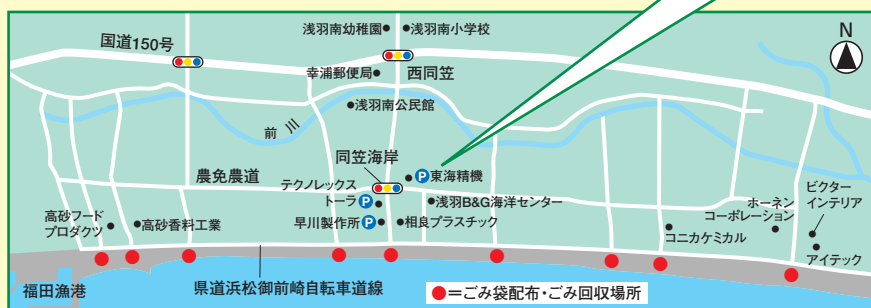 浅羽南幼稚園
浅羽南小学校
国道150号
N
幸浦郵便局
西同笠
浅羽南公民館
前川
同笠海岸
農免農道
テクノレックス
P
東海精機
トーラ
P
浅羽B&G海洋センター
早川製作所
P
相良プラスチック
高砂フード
プロダクツ
高砂香料工業
コニカケミカル
ホーネン
コーポレーション
ビクター
インテリア
アイテック
福田漁港
県道浜松御前崎自転車道線
=ごみ袋配布・ごみ回収場所